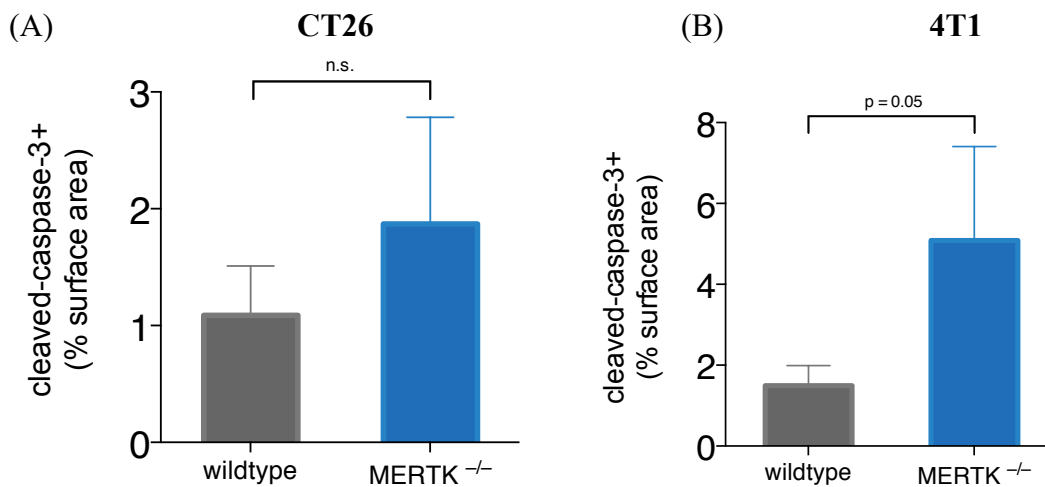 (A)
CT26
n.s.
cleaved-caspase-3+
(% surface area)
3
2
1
0
wildtype
MERTK –/–
(B)
4T1
p = 0.05
cleaved-caspase-3+
(% surface area)
8
6
4
2
0
wildtype
MERTK –/–